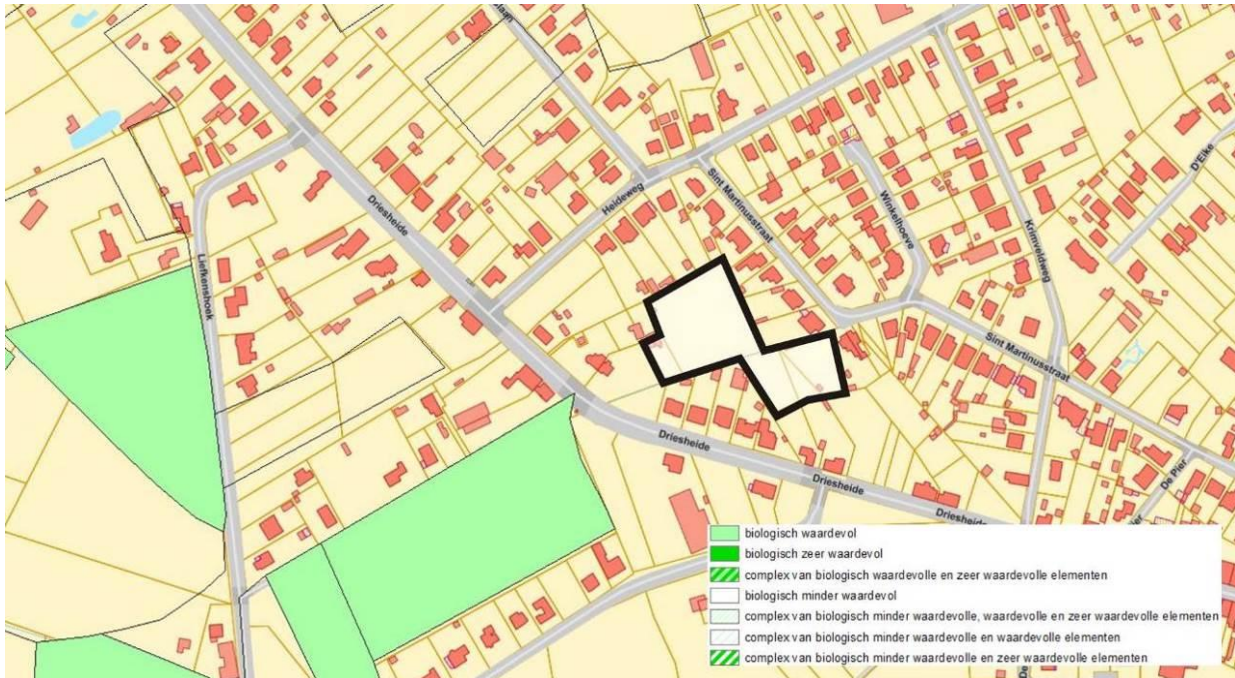 Driesheide
Liefkenshoek
Heideweg
Sint Martinusstraat
Winkelhoeve
D'Elke
Krimveldweg
Sint Martinusstraat
De Pier
Driesheide
Driesheide
Driesheide
biologisch waardevol
biologisch zeer waardevol
complex van biologisch waardevolle en zeer waardevolle elementen
biologisch minder waardevol
complex van biologisch minder waardevolle, waardevolle en zeer waardevolle elementen
complex van biologisch minder waardevolle en waardevolle elementen
complex van biologisch minder waardevolle en zeer waardevolle elementen